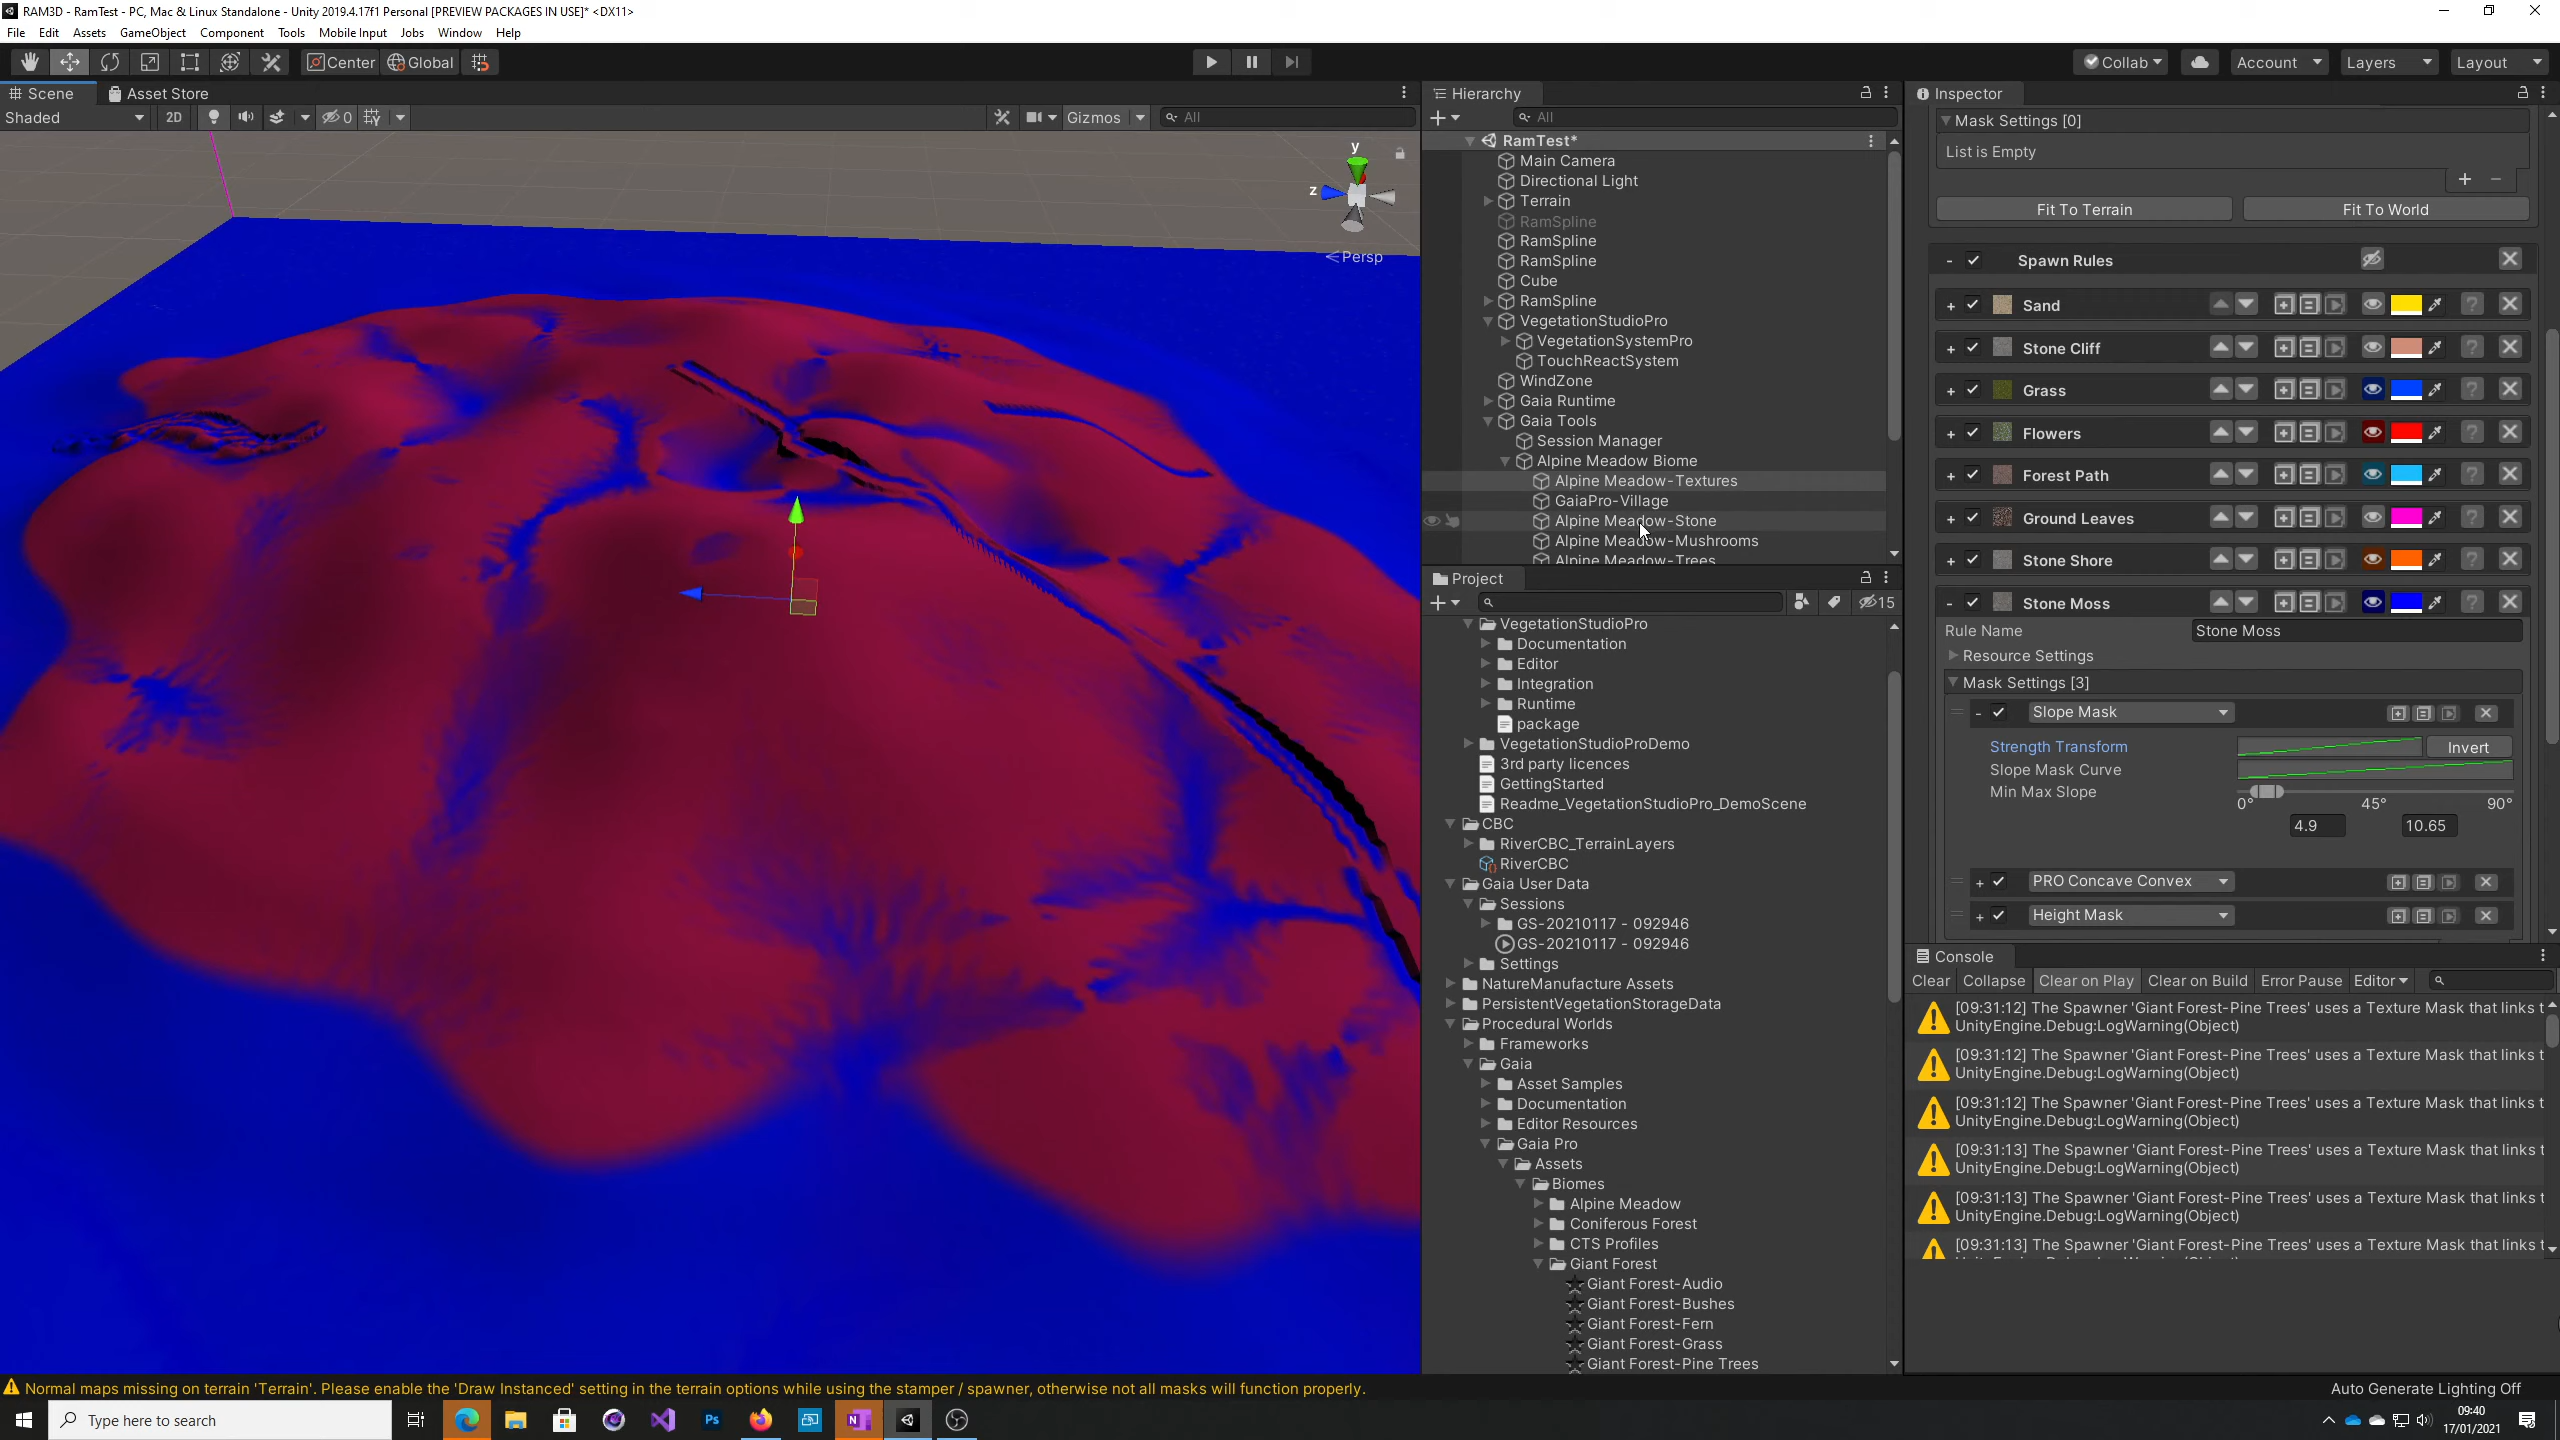 RAM3D - RamTest - PC, Mac & Linux Standalone - Unity 2019.4.17f1 Personal [PREVIEW PACKAGES IN USE]* <DX11>
File Edit Assets GameObject Component Tools Mobile Input Jobs Window Help
Center Global Collab Account Layers Layout
Scene Asset Store
Shaded 2D 0 Gizmos All
y
z
Persp
Hierarchy
All
RamTest*
Main Camera
Directional Light
Terrain
RamSpline
RamSpline
RamSpline
Cube
RamSpline
VegetationStudioPro
VegetationSystemPro
TouchReactSystem
WindZone
Gaia Runtime
Gaia Tools
Session Manager
Alpine Meadow Biome
Alpine Meadow-Textures
GaiaPro-Village
Alpine Meadow-Stone
Alpine Meadow-Mushrooms
Alpine Meadow-Trees
Project
15
VegetationStudioPro
Documentation
Editor
Integration
Runtime
package
VegetationStudioProDemo
3rd party licences
GettingStarted
Readme_VegetationStudioPro_DemoScene
CBC
RiverCBC_TerrainLayers
RiverCBC
Gaia User Data
Sessions
GS-20210117 - 092946
GS-20210117 - 092946
Settings
NatureManufacture Assets
PersistentVegetationStorageData
Procedural Worlds
Frameworks
Gaia
Asset Samples
Documentation
Editor Resources
Gaia Pro
Assets
Biomes
Alpine Meadow
Coniferous Forest
CTS Profiles
Giant Forest
Giant Forest-Audio
Giant Forest-Bushes
Giant Forest-Fern
Giant Forest-Grass
Giant Forest-Pine Trees
Inspector
Mask Settings [0]
List is Empty
Fit To Terrain Fit To World
Spawn Rules
Sand
Stone Cliff
Grass
Flowers
Forest Path
Ground Leaves
Stone Shore
Stone Moss
Rule Name Stone Moss
Resource Settings
Mask Settings [3]
Slope Mask
Strength Transform Invert
Slope Mask Curve
Min Max Slope
0° 45° 90°
4.9 10.65
PRO Concave Convex
Height Mask
Console
Clear Collapse Clear on Play Clear on Build Error Pause Editor
[09:31:12] The Spawner 'Giant Forest-Pine Trees' uses a Texture Mask that links t
UnityEngine.Debug:LogWarning(Object)
[09:31:12] The Spawner 'Giant Forest-Pine Trees' uses a Texture Mask that links t
UnityEngine.Debug:LogWarning(Object)
[09:31:12] The Spawner 'Giant Forest-Pine Trees' uses a Texture Mask that links t
UnityEngine.Debug:LogWarning(Object)
[09:31:13] The Spawner 'Giant Forest-Pine Trees' uses a Texture Mask that links t
UnityEngine.Debug:LogWarning(Object)
[09:31:13] The Spawner 'Giant Forest-Pine Trees' uses a Texture Mask that links t
UnityEngine.Debug:LogWarning(Object)
[09:31:13] The Spawner 'Giant Forest-Pine Trees' uses a Texture Mask that links t
Normal maps missing on terrain 'Terrain'. Please enable the 'Draw Instanced' setting in the terrain options while using the stamper / spawner, otherwise not all masks will function properly.
Auto Generate Lighting Off
Type here to search
Ps
09:40
17/01/2021